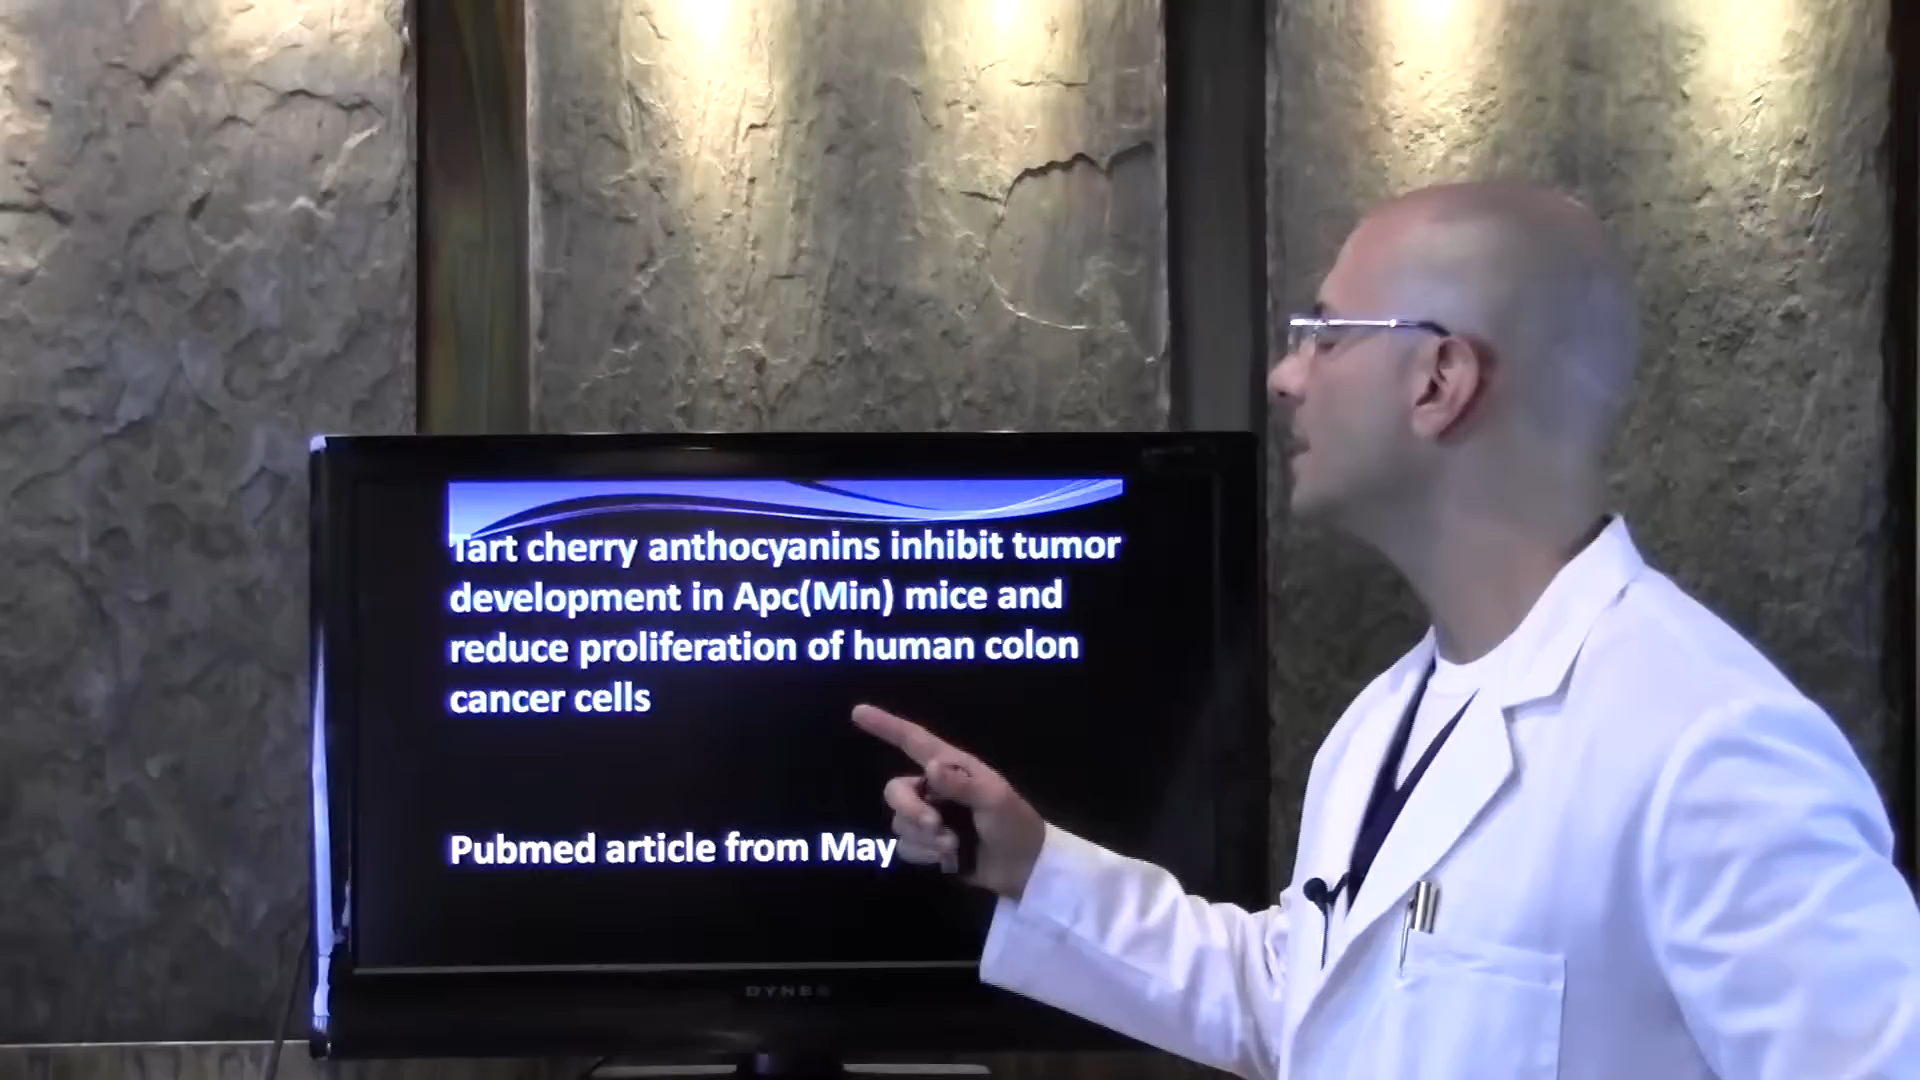 Tart cherry anthocyanins inhibit tumor
development in Apc(Min) mice and
reduce proliferation of human colon
cancer cells
Pubmed article from May
DYNEX